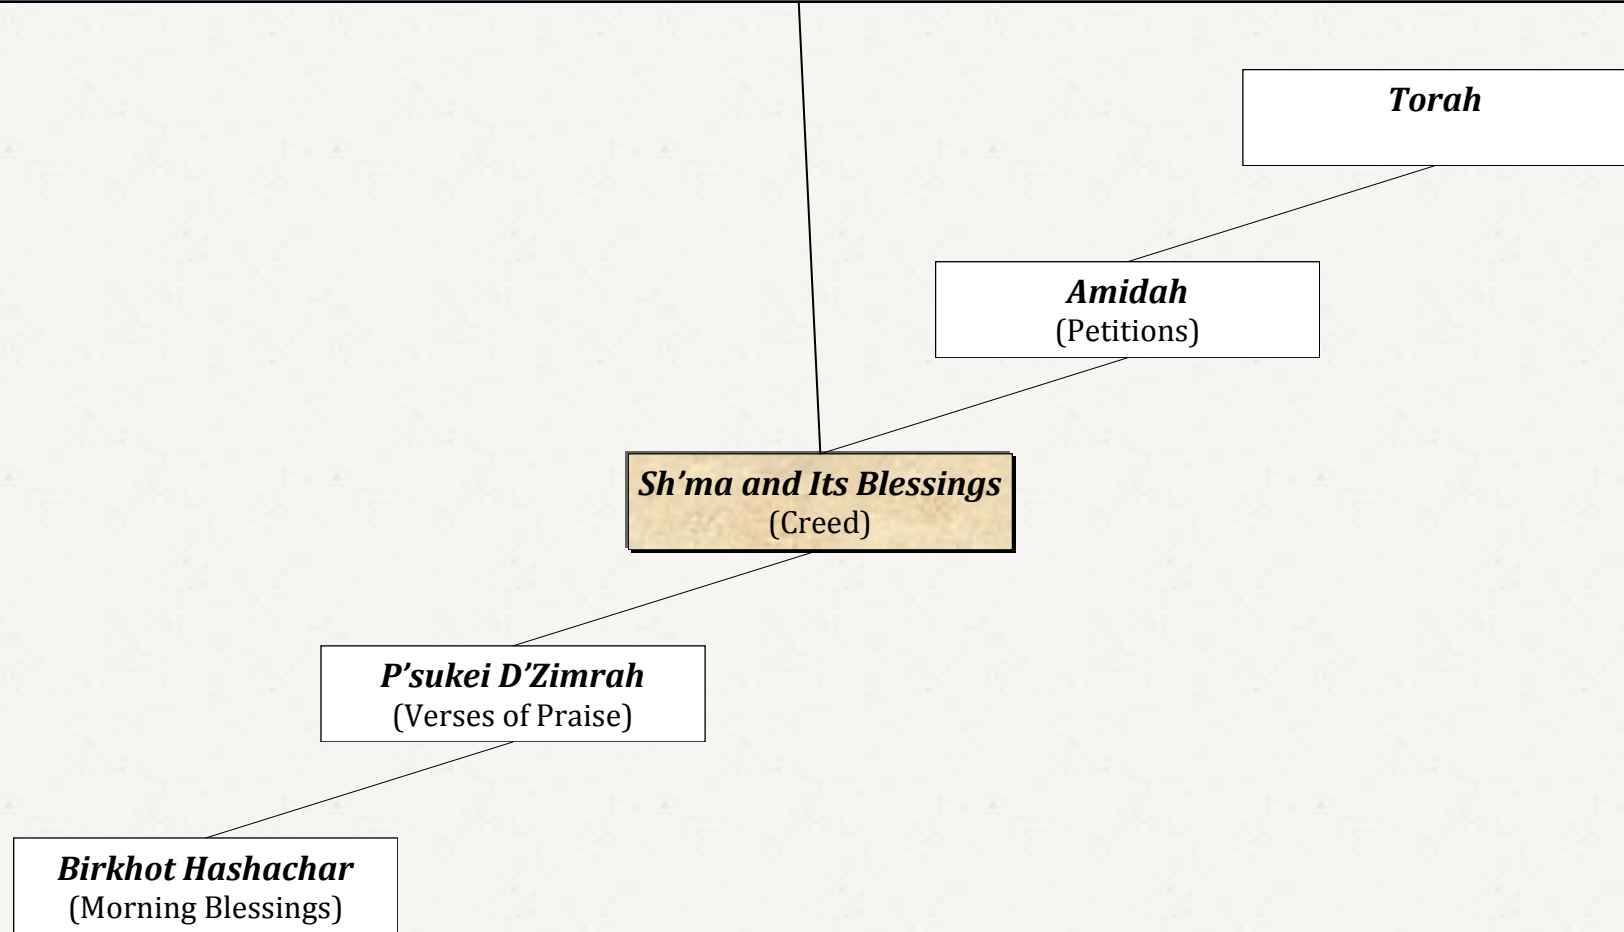 Torah
Amidah
(Petitions)
Sh’ma and Its Blessings
(Creed)
P’sukei D’Zimrah
(Verses of Praise)
Birkhot Hashachar
(Morning Blessings)